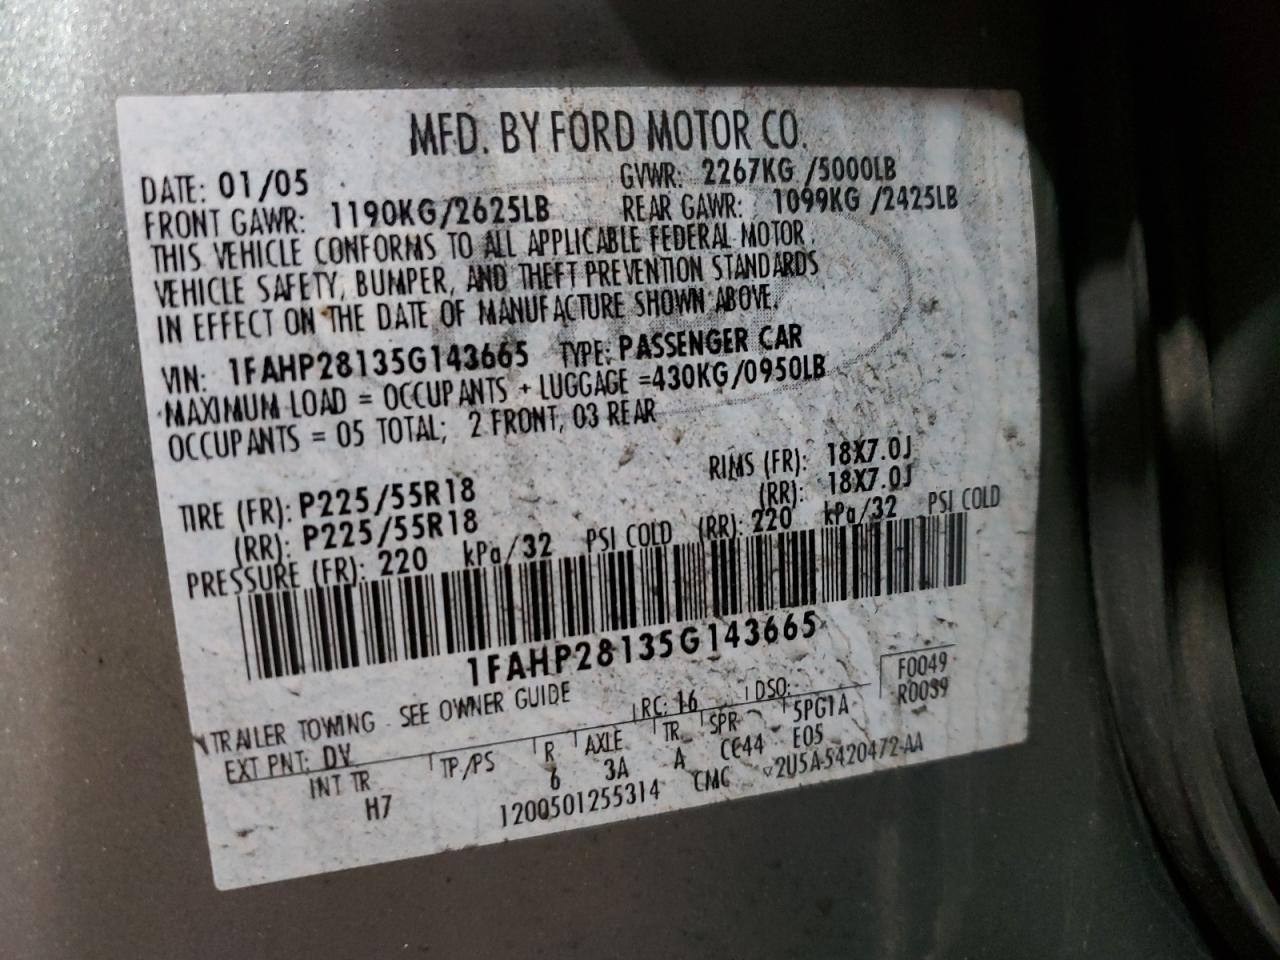 MFD. BY FORD MOTOR CO.
DATE: 01/05 GVWR: 2267KG /5000LB
FRONT GAWR: 1190KG/2625LB REAR GAWR: 1099KG /2425LB
THIS VEHICLE CONFORMS TO ALL APPLICABLE FEDERAL MOTOR
VEHICLE SAFETY, BUMPER, AND THEFT PREVENTION STANDARDS
IN EFFECT ON THE DATE OF MANUFACTURE SHOWN ABOVE.
VIN: 1FAHP28135G143665 TYPE: PASSENGER CAR
MAXIMUM LOAD = OCCUPANTS + LUGGAGE =430KG/0950LB
OCCUPANTS = 05 TOTAL; 2 FRONT, 03 REAR
TIRE (FR): P225/55R18 RIMS (FR): 18X7.0J
(RR): P225/55R18 (RR): 18X7.0J
PRESSURE (FR): 220 kPa/32 PSI COLD (RR): 220 kPa/32 PSI COLD
1FAHP28135G143665
TRAILER TOWING - SEE OWNER GUIDE RC: 16 DSO: F0049
EXT PNT: DV R0039
INT TR TP/PS R AXLE TR SPR 5PG1A
H7 6 3A A CC44 E05
1200501255314 CMC 2U5A-5420472-AA